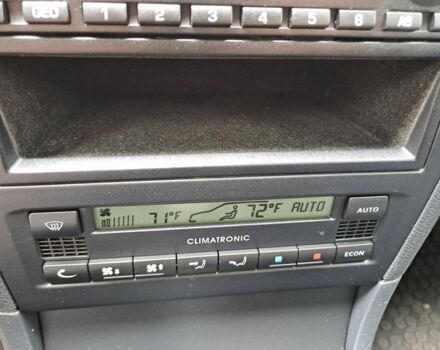 GEO 1 2 3 4 5 6 AS
71°F 72°F AUTO AUTO
CLIMATRONIC
ECON